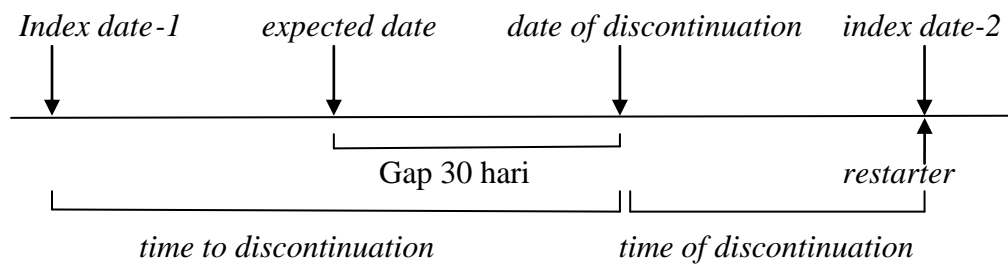 Index date-1 expected date date of discontinuation index date-2
Gap 30 hari restarter
time to discontinuation time of discontinuation